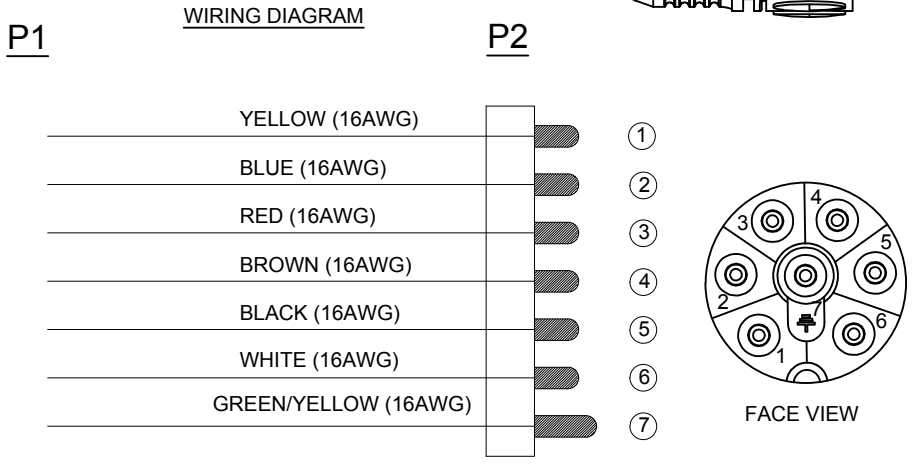 WIRING DIAGRAM
P1
P2
YELLOW (16AWG)
1
BLUE (16AWG)
2
RED (16AWG)
3
BROWN (16AWG)
4
BLACK (16AWG)
5
WHITE (16AWG)
6
GREEN/YELLOW (16AWG)
7
3
4
5
2
7
6
1
FACE VIEW